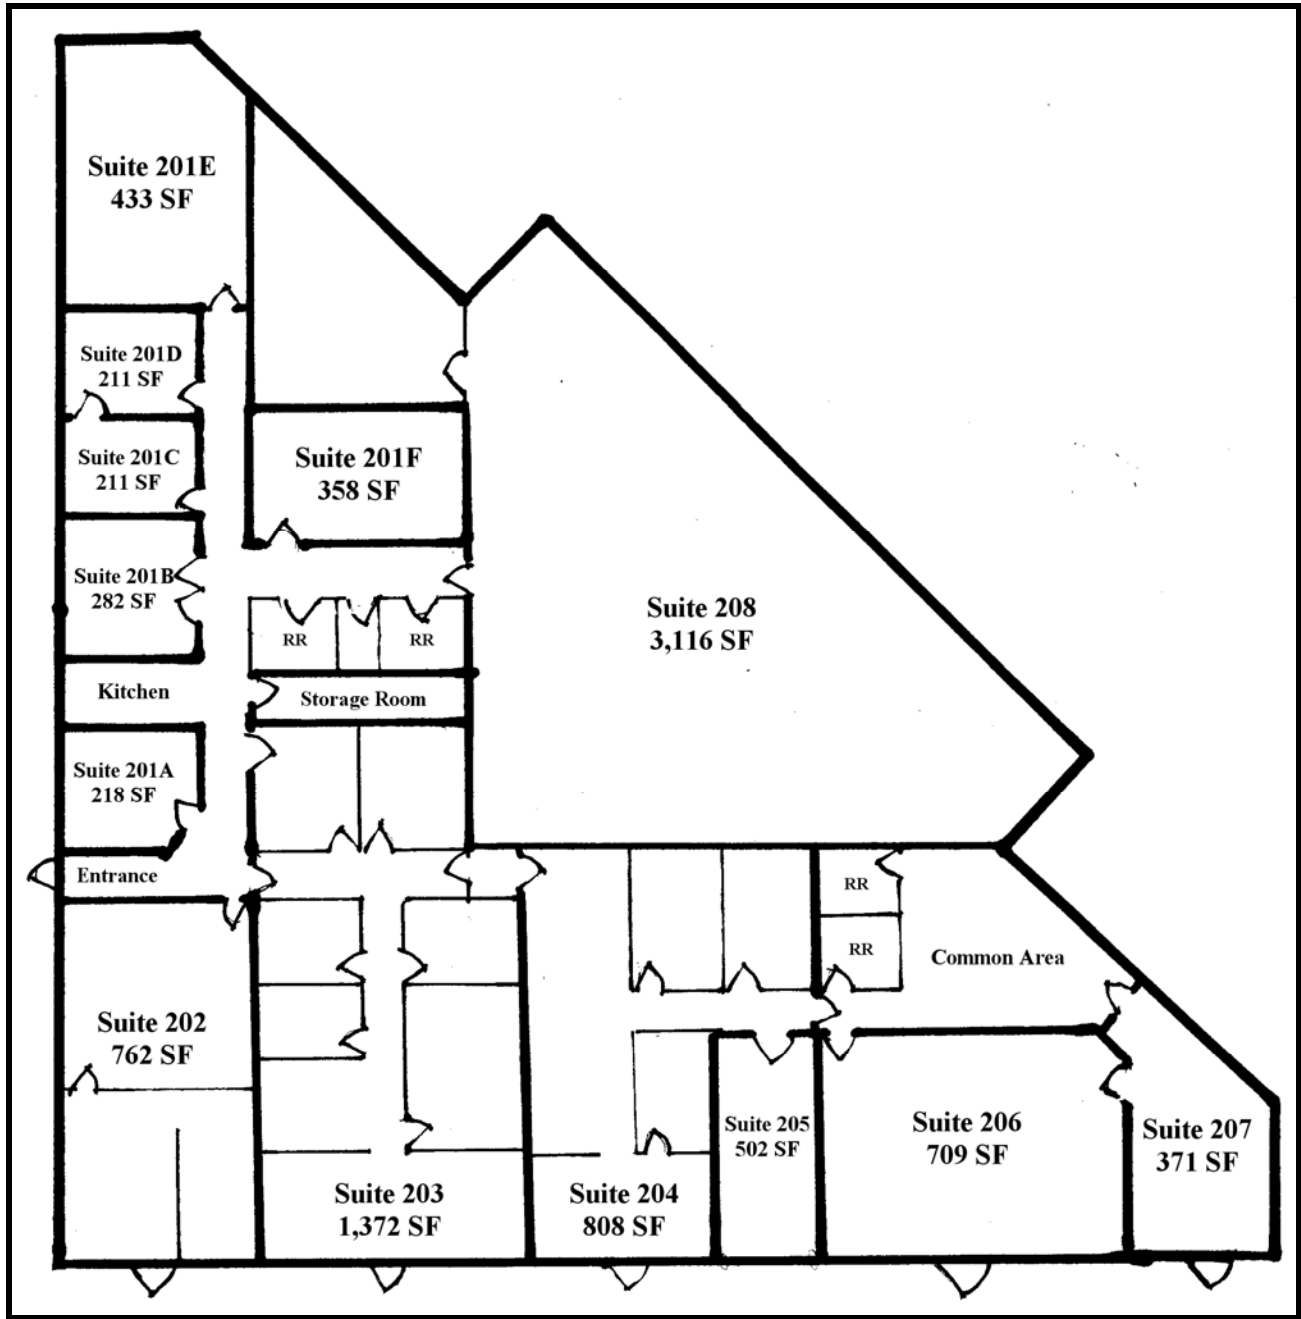 Suite 201E
433 SF
Suite 201D
211 SF
Suite 201C
211 SF
Suite 201F
358 SF
Suite 201B
282 SF
RR
RR
Suite 208
3,116 SF
Kitchen
Storage Room
Suite 201A
218 SF
Entrance
RR
RR
Common Area
Suite 202
762 SF
Suite 205
502 SF
Suite 206
709 SF
Suite 207
371 SF
Suite 203
1,372 SF
Suite 204
808 SF